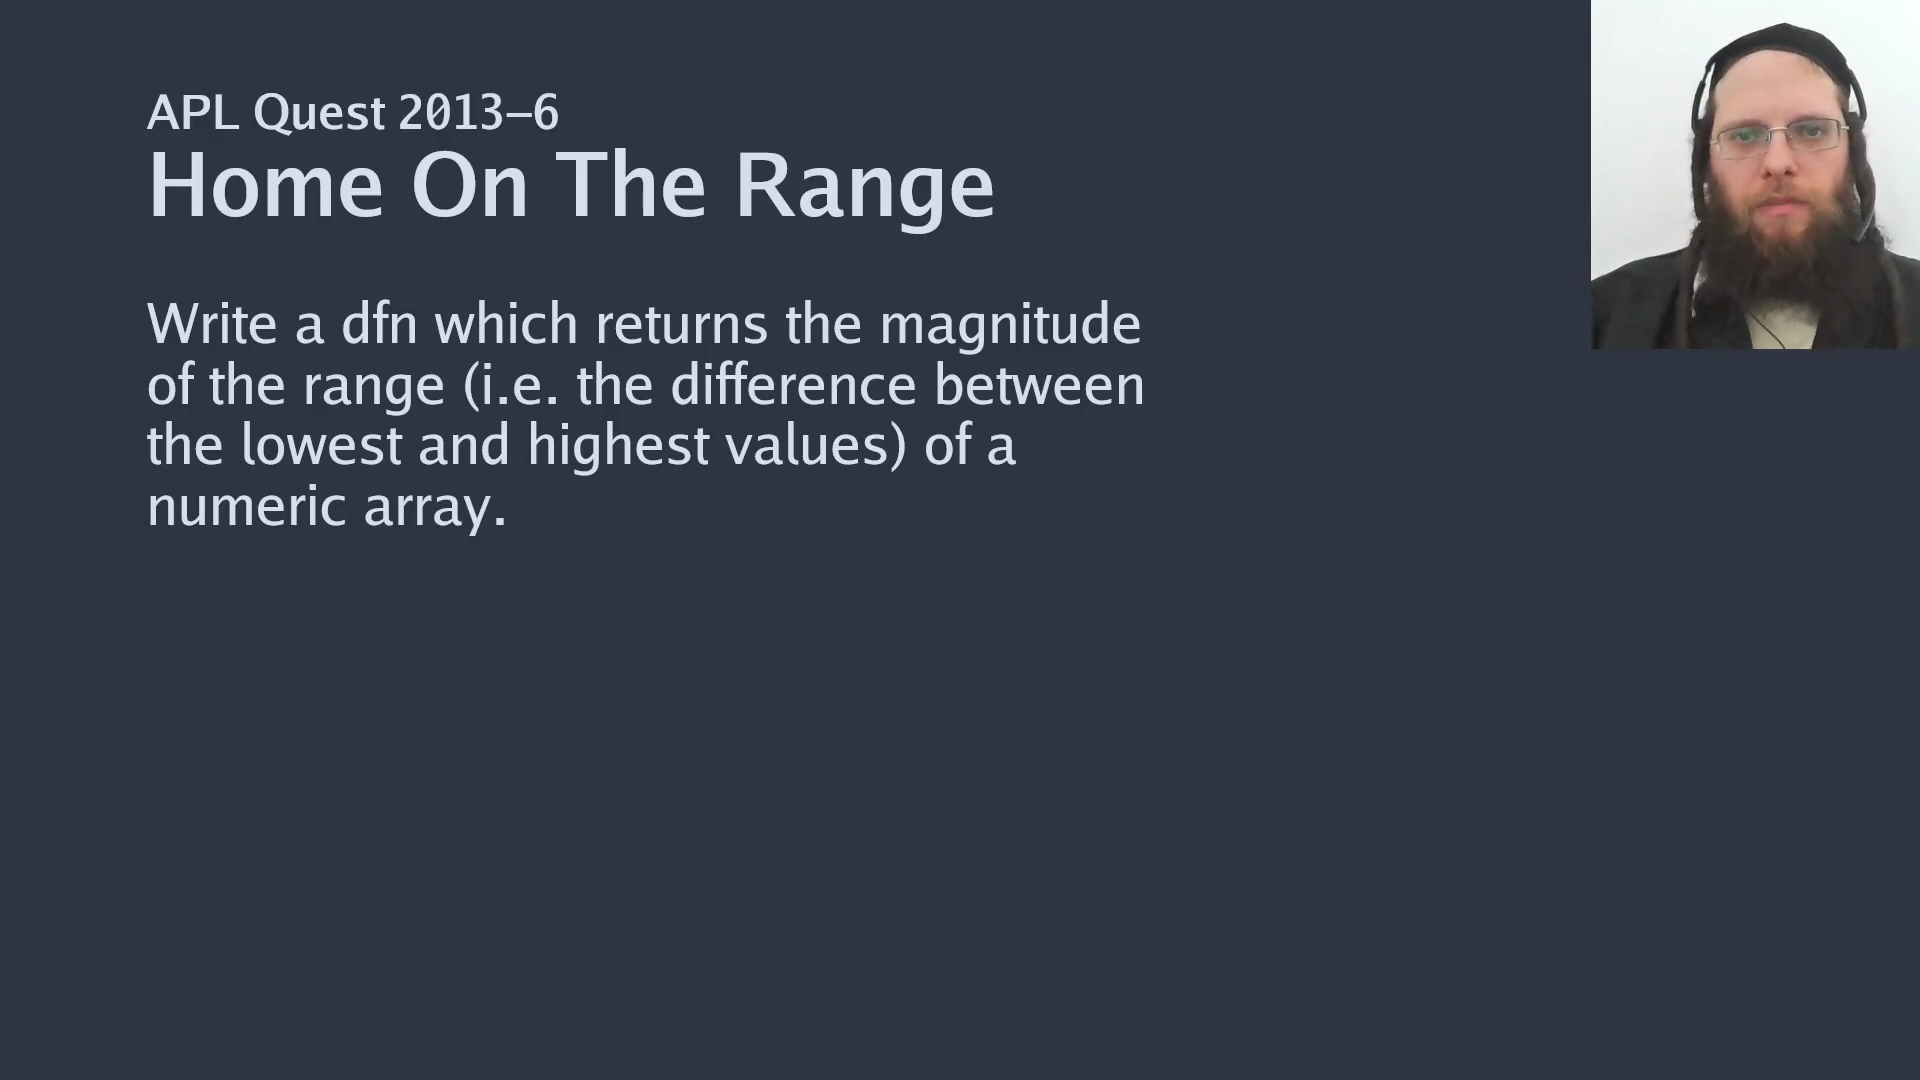 APL Quest 2013–6
Home On The Range
Write a dfn which returns the magnitude
of the range (i.e. the difference between
the lowest and highest values) of a
numeric array.